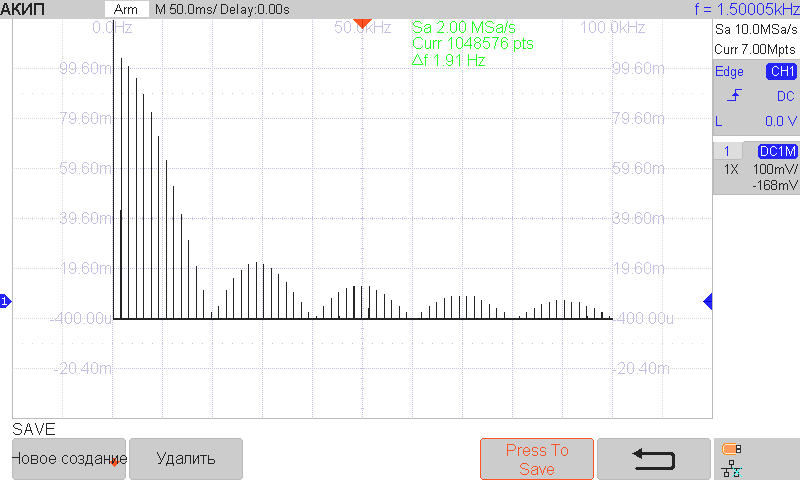 АКИП Arm M 50.0ms/ Delay:0.00s f = 1.50005kHz
0.0Hz 50.0kHz 100.0kHz
Sa 2.00 MSa/s
Curr 1048576 pts
Δf 1.91 Hz
Sa 10.0MSa/s
Curr 7.00Mpts
Edge CH1
DC
L 0.0 V
1 DC1M
1X 100mV/
-168mV
99.60m 99.60m
79.60m 79.60m
59.60m 59.60m
39.60m 39.60m
19.60m 19.60m
1
-400.00u -400.00u
-20.40m -20.40m
SAVE
Новое создание
Удалить
Press To
Save